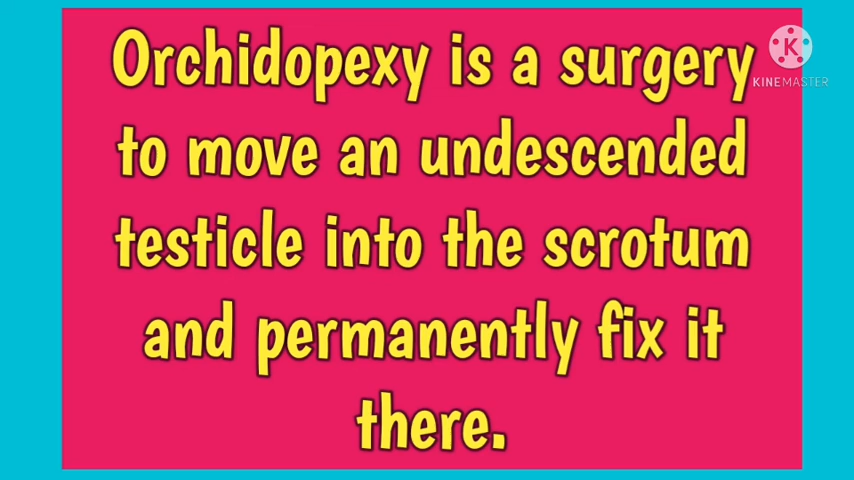 Orchidopexy is a surgery
to move an undescended
testicle into the scrotum
and permanently fix it
there.
K
KINEMASTER